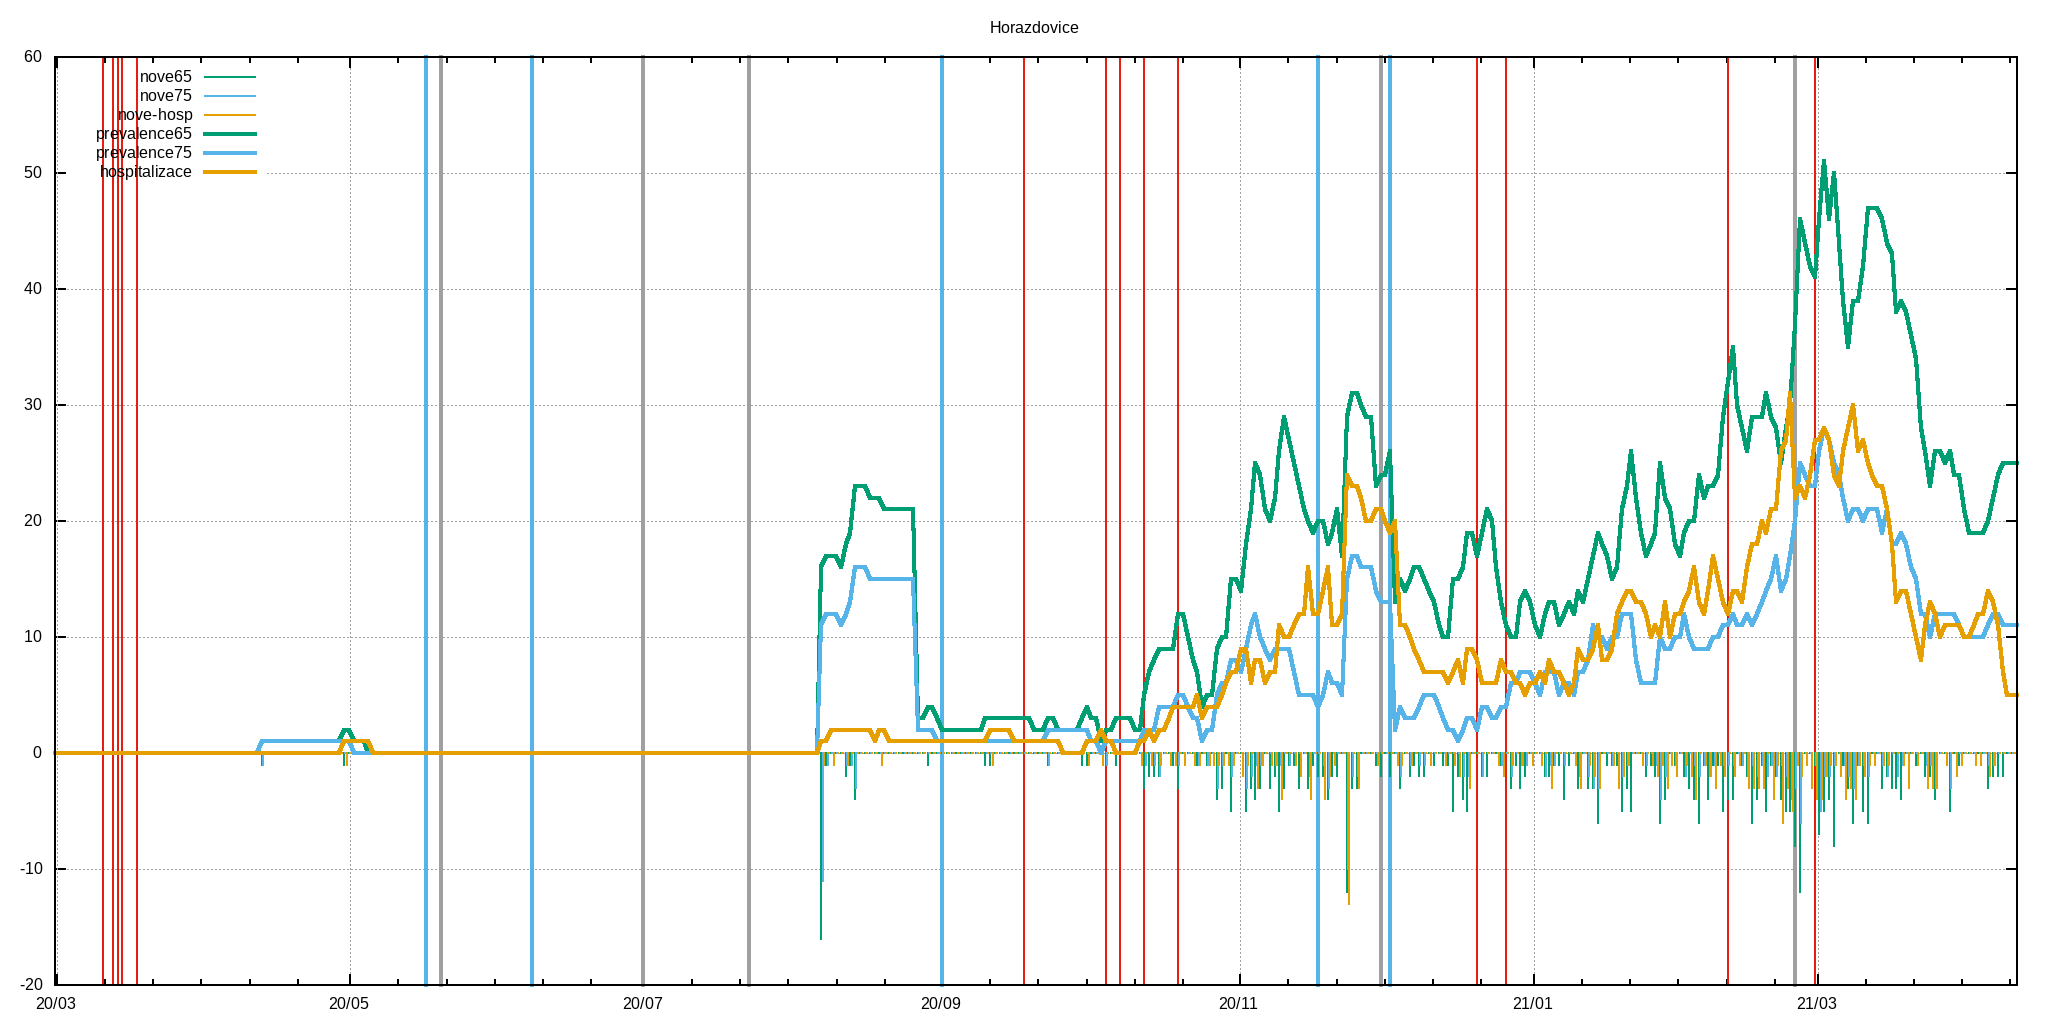 Horazdovice
60
50
40
30
20
10
0
-10
-20
nove65
nove75
nove-hosp
prevalence65
prevalence75
hospitalizace
20/03 20/05 20/07 20/09 20/11 21/01 21/03